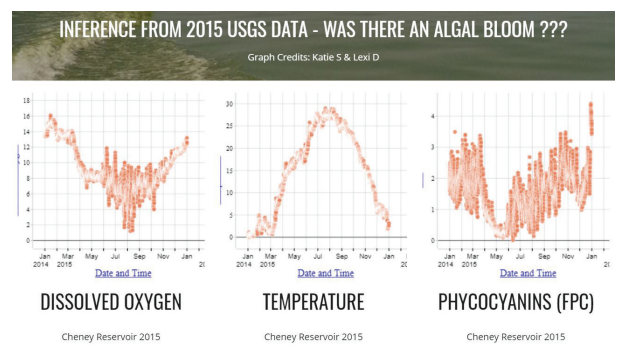 INFERENCE FROM 2015 USGS DATA - WAS THERE AN ALGAL BLOOM ???
Graph Credits: Katie S & Lexi D
18
16
14
12
10
8
6
4
2
0
Jan Mar May Jul Sep Nov Jan
2014 2015
Date and Time
DISSOLVED OXYGEN
Cheney Reservoir 2015
30
25
20
15
10
5
0
Jan Mar May Jul Sep Nov Jan
2014 2015
Date and Time
TEMPERATURE
Cheney Reservoir 2015
4
3
2
1
0
Jan Mar May Jul Sep Nov Jan
2014 2015
Date and Time
PHYCOCYANINS (FPC)
Cheney Reservoir 2015